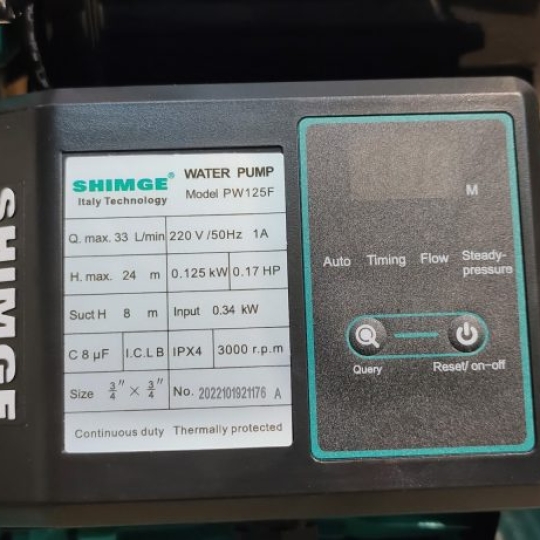 SHIMGE
SHIMGE® WATER PUMP
Italy Technology Model PW125F
Q. max. 33 L/min 220 V /50Hz 1A
H. max. 24 m 0.125 kW 0.17 HP
Suct H 8 m Input 0.34 kW
C 8 µF I.C.L B IPX4 3000 r.p.m
Size 3/4" × 3/4" No. 2022101921176 A
Continuous duty Thermally protected
M
Auto Timing Flow Steady-pressure
Query Reset/ on-off